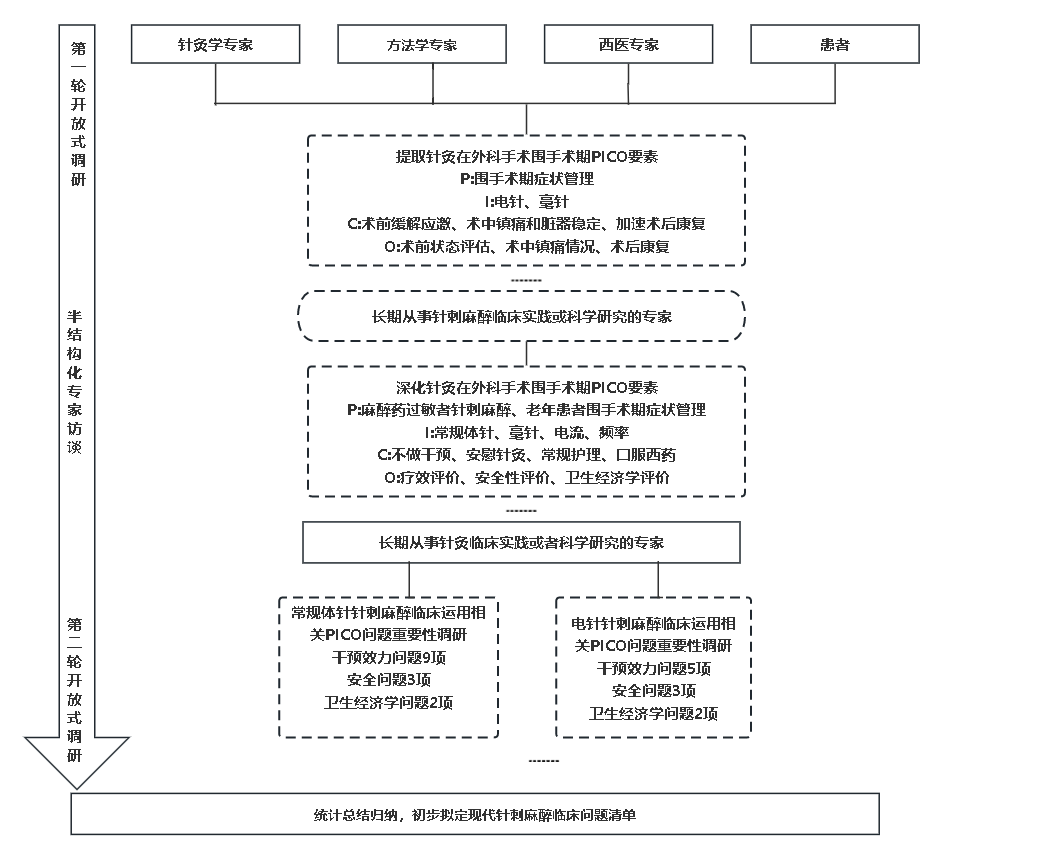 针灸学专家
方法学专家
西医专家
患者
第一轮开放式调研
提取针灸在外科手术围手术期PICO要素
P:围手术期症状管理
I:电针、毫针
C:术前缓解应激、术中镇痛和脏器稳定、加速术后康复
O:术前状态评估、术中镇痛情况、术后康复
半结构化专家访谈
长期从事针刺麻醉临床实践或科学研究的专家
深化针灸在外科手术围手术期PICO要素
P:麻醉药过敏者针刺麻醉、老年患者围手术期症状管理
I:常规体针、毫针、电流、频率
C:不做干预、安慰针灸、常规护理、口服西药
O:疗效评价、安全性评价、卫生经济学评价
第二轮开放式调研
长期从事针灸临床实践或者科学研究的专家
常规体针针刺麻醉临床运用相
关PICO问题重要性调研
干预效力问题9项
安全问题3项
卫生经济学问题2项
电针针刺麻醉临床运用相
关PICO问题重要性调研
干预效力问题5项
安全问题3项
卫生经济学问题2项
统计总结归纳，初步拟定现代针刺麻醉临床问题清单